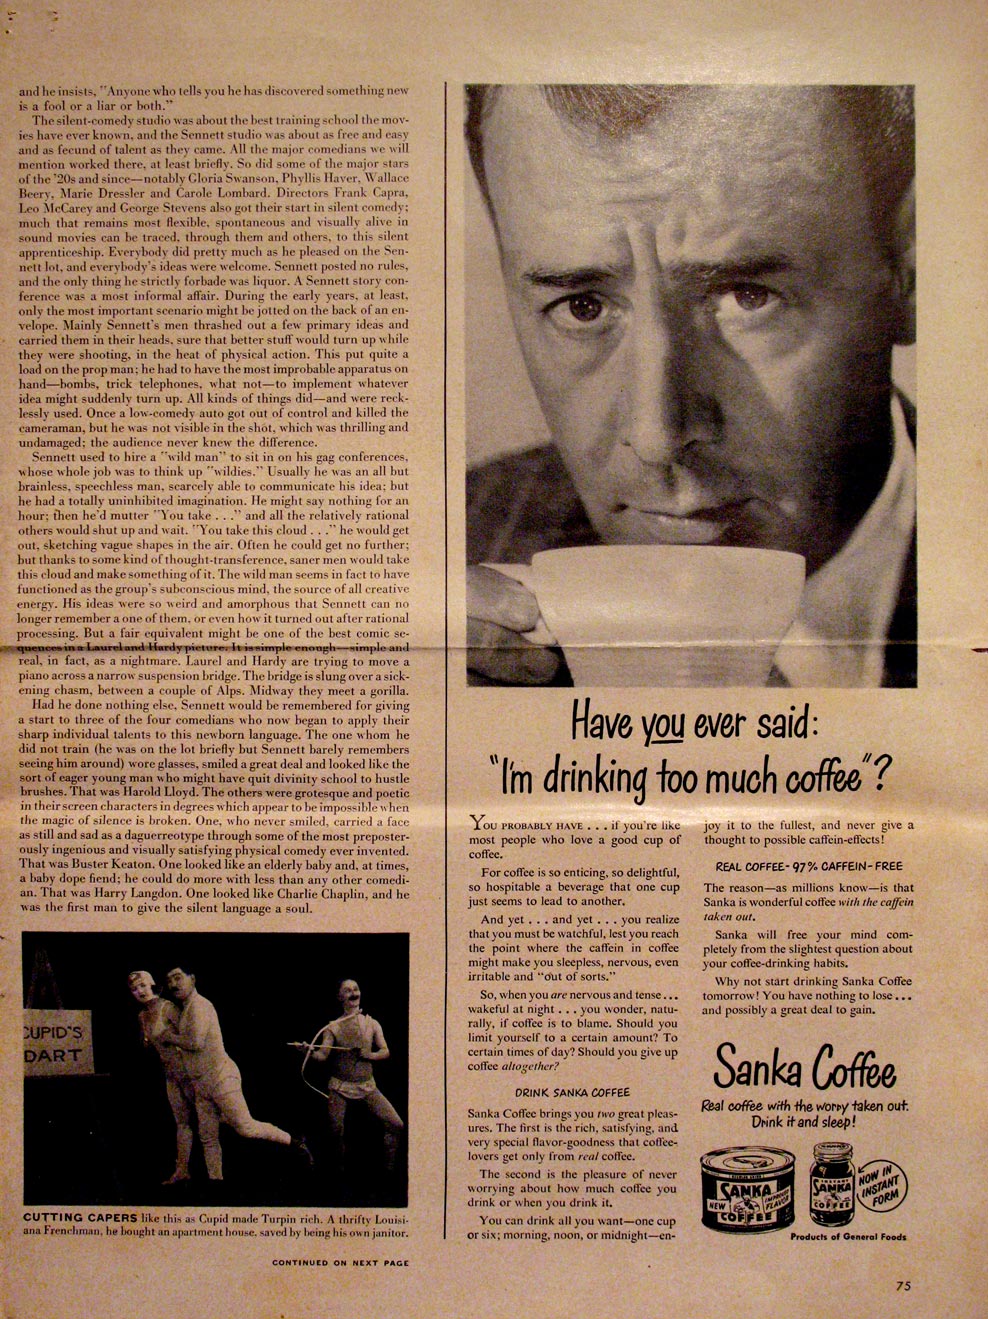 and he insists, "Anyone who tells you he has discovered something new
is a fool or a liar or both."
The silent-comedy studio was about the best training school the mov-
ies have ever known, and the Sennett studio was about as free and easy
and as fecund of talent as they came. All the major comedians we will
mention worked there, at least briefly. So did some of the major stars
of the '20s and since—notably Gloria Swanson, Phyllis Haver, Wallace
Beery, Marie Dressler and Carole Lombard. Directors Frank Capra,
Leo McCarey and George Stevens also got their start in silent comedy;
much that remains most flexible, spontaneous and visually alive in
sound movies can be traced, through them and others, to this silent
apprenticeship. Everybody did pretty much as he pleased on the Sen-
nett lot, and everybody's ideas were welcome. Sennett posted no rules,
and the only thing he strictly forbade was liquor. A Sennett story con-
ference was a most informal affair. During the early years, at least,
only the most important scenario might be jotted on the back of an en-
velope. Mainly Sennett's men thrashed out a few primary ideas and
carried them in their heads, sure that better stuff would turn up while
they were shooting, in the heat of physical action. This put quite a
load on the prop man; he had to have the most improbable apparatus on
hand—bombs, trick telephones, what not—to implement whatever
idea might suddenly turn up. All kinds of things did—and were reck-
lessly used. Once a low-comedy auto got out of control and killed the
cameraman, but he was not visible in the shot, which was thrilling and
undamaged; the audience never knew the difference.
Sennett used to hire a "wild man" to sit in on his gag conferences,
whose whole job was to think up "wildies." Usually he was an all but
brainless, speechless man, scarcely able to communicate his idea; but
he had a totally uninhibited imagination. He might say nothing for an
hour; then he'd mutter "You take . . ." and all the relatively rational
others would shut up and wait. "You take this cloud . . ." he would get
out, sketching vague shapes in the air. Often he could get no further;
but thanks to some kind of thought-transference, saner men would take
this cloud and make something of it. The wild man seems in fact to have
functioned as the group's subconscious mind, the source of all creative
energy. His ideas were so weird and amorphous that Sennett can no
longer remember a one of them, or even how it turned out after rational
processing. But a fair equivalent might be one of the best comic se-
quences in a Laurel and Hardy picture. It is simple enough—simple and
real, in fact, as a nightmare. Laurel and Hardy are trying to move a
piano across a narrow suspension bridge. The bridge is slung over a sick-
ening chasm, between a couple of Alps. Midway they meet a gorilla.
Had he done nothing else, Sennett would be remembered for giving
a start to three of the four comedians who now began to apply their
sharp individual talents to this newborn language. The one whom he
did not train (he was on the lot briefly but Sennett barely remembers
seeing him around) wore glasses, smiled a great deal and looked like the
sort of eager young man who might have quit divinity school to hustle
brushes. That was Harold Lloyd. The others were grotesque and poetic
in their screen characters in degrees which appear to be impossible when
the magic of silence is broken. One, who never smiled, carried a face
as still and sad as a daguerreotype through some of the most preposter-
ously ingenious and visually satisfying physical comedy ever invented.
That was Buster Keaton. One looked like an elderly baby and, at times,
a baby dope fiend; he could do more with less than any other comedi-
an. That was Harry Langdon. One looked like Charlie Chaplin, and he
was the first man to give the silent language a soul.
CUPID'S
DART
CUTTING CAPERS like this as Cupid made Turpin rich. A thrifty Louisi-
ana Frenchman, he bought an apartment house, saved by being his own janitor.
CONTINUED ON NEXT PAGE
Have you ever said:
"I'm drinking too much coffee"?
YOU PROBABLY HAVE . . . if you're like
most people who love a good cup of
coffee.
For coffee is so enticing, so delightful,
so hospitable a beverage that one cup
just seems to lead to another.
And yet . . . and yet . . . you realize
that you must be watchful, lest you reach
the point where the caffein in coffee
might make you sleepless, nervous, even
irritable and "out of sorts."
So, when you are nervous and tense . . .
wakeful at night . . . you wonder, natu-
rally, if coffee is to blame. Should you
limit yourself to a certain amount? To
certain times of day? Should you give up
coffee altogether?
DRINK SANKA COFFEE
Sanka Coffee brings you two great pleas-
ures. The first is the rich, satisfying, and
very special flavor-goodness that coffee-
lovers get only from real coffee.
The second is the pleasure of never
worrying about how much coffee you
drink or when you drink it.
You can drink all you want—one cup
or six; morning, noon, or midnight—en-
joy it to the fullest, and never give a
thought to possible caffein-effects!
REAL COFFEE-97% CAFFEIN-FREE
The reason—as millions know—is that
Sanka is wonderful coffee with the caffein
taken out.
Sanka will free your mind com-
pletely from the slightest question about
your coffee-drinking habits.
Why not start drinking Sanka Coffee
tomorrow! You have nothing to lose . . .
and possibly a great deal to gain.
Sanka Coffee
Real coffee with the worry taken out.
Drink it and sleep!
SANKA
NEW
IMPROVED
FLAVOR
COFFEE
INSTANT
SANKA
COFFEE
NOW IN
INSTANT
FORM
Products of General Foods
75